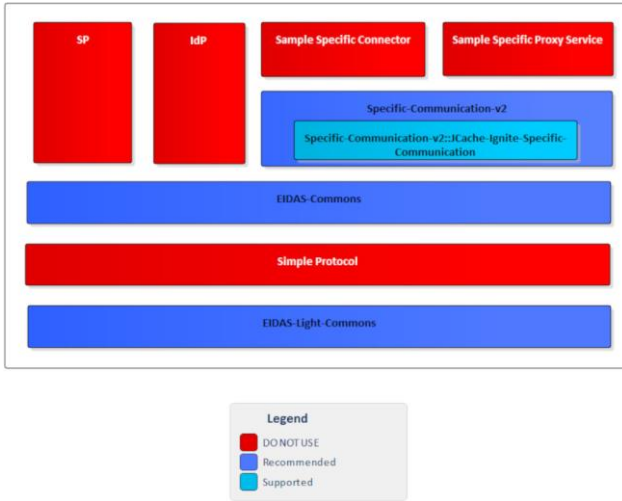 SP
IdP
Sample Specific Connector
Sample Specific Proxy Service
Specific-Communication-v2
Specific-Communication-v2::JCache-Ignite-Specific-
Communication
EIDAS-Commons
Simple Protocol
EIDAS-Light-Commons
Legend
DO NOT USE
Recommended
Supported